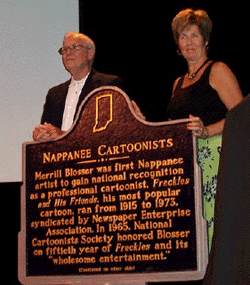 NAPPANEE CARTOONISTS
Merrill Blosser was first Nappanee
artist to gain national recognition
as a professional cartoonist. Freckles
and His Friends, his most popular
cartoon, ran from 1915 to 1973,
syndicated by Newspaper Enterprise
Association. In 1965, National
Cartoonists Society honored Blosser
on fiftieth year of Freckles and its
"wholesome entertainment."
(Continued on other side)